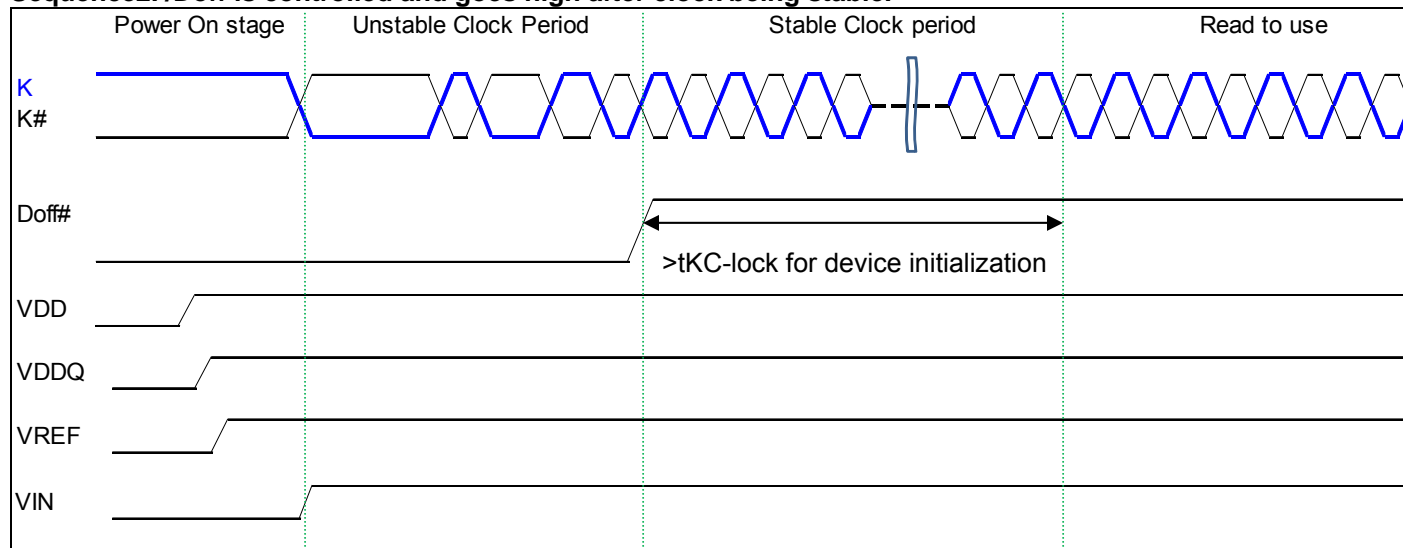 Sequence2. /Doff is controlled and goes high after clock being stable.
Power On stage Unstable Clock Period Stable Clock period Read to use
K
K#
Doff#
>tKC-lock for device initialization
VDD
VDDQ
VREF
VIN